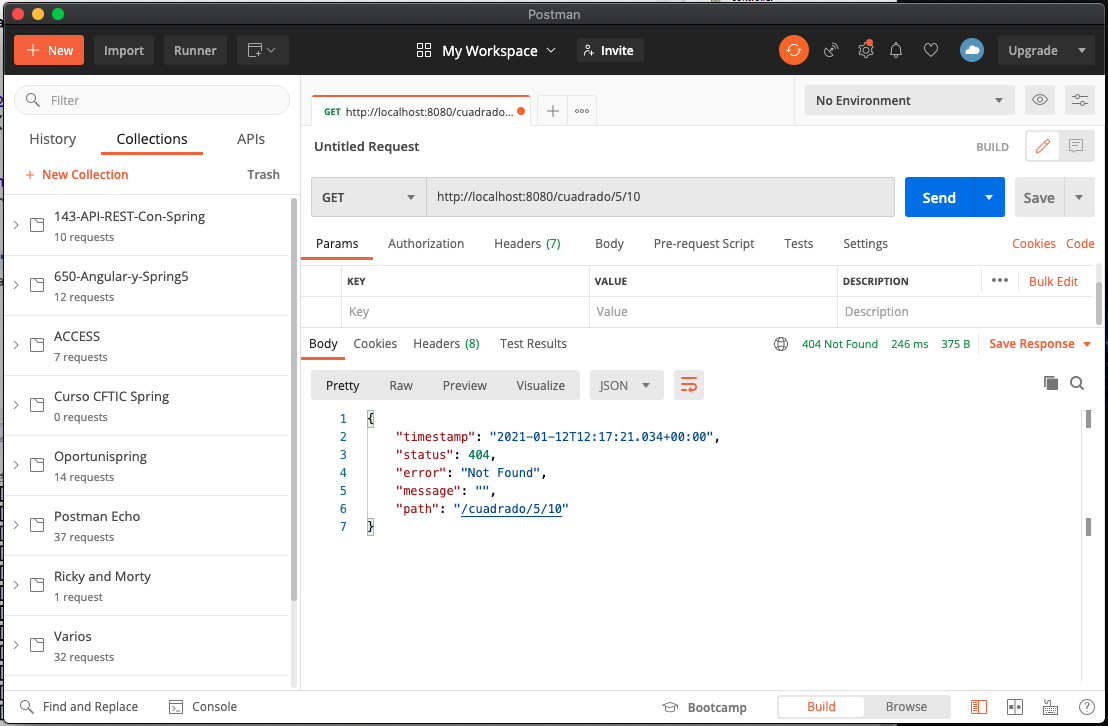 Postman
New
Import
Runner
My Workspace
Invite
Upgrade
Filter
History
Collections
APIs
+ New Collection
Trash
143-API-REST-Con-Spring
10 requests
650-Angular-y-Spring5
12 requests
ACCESS
7 requests
Curso CFTIC Spring
0 requests
Oportunispring
14 requests
Postman Echo
37 requests
Ricky and Morty
1 request
Varios
32 requests
GET http://localhost:8080/cuadrado...
No Environment
Untitled Request
BUILD
GET
http://localhost:8080/cuadrado/5/10
Send
Save
Params
Authorization
Headers (7)
Body
Pre-request Script
Tests
Settings
Cookies
Code
KEY
VALUE
DESCRIPTION
Bulk Edit
Key
Value
Description
Body
Cookies
Headers (8)
Test Results
404 Not Found
246 ms
375 B
Save Response
Pretty
Raw
Preview
Visualize
JSON
1 {
2 "timestamp": "2021-01-12T12:17:21.034+00:00",
3 "status": 404,
4 "error": "Not Found",
5 "message": "",
6 "path": "/cuadrado/5/10"
7 }
Find and Replace
Console
Bootcamp
Build
Browse